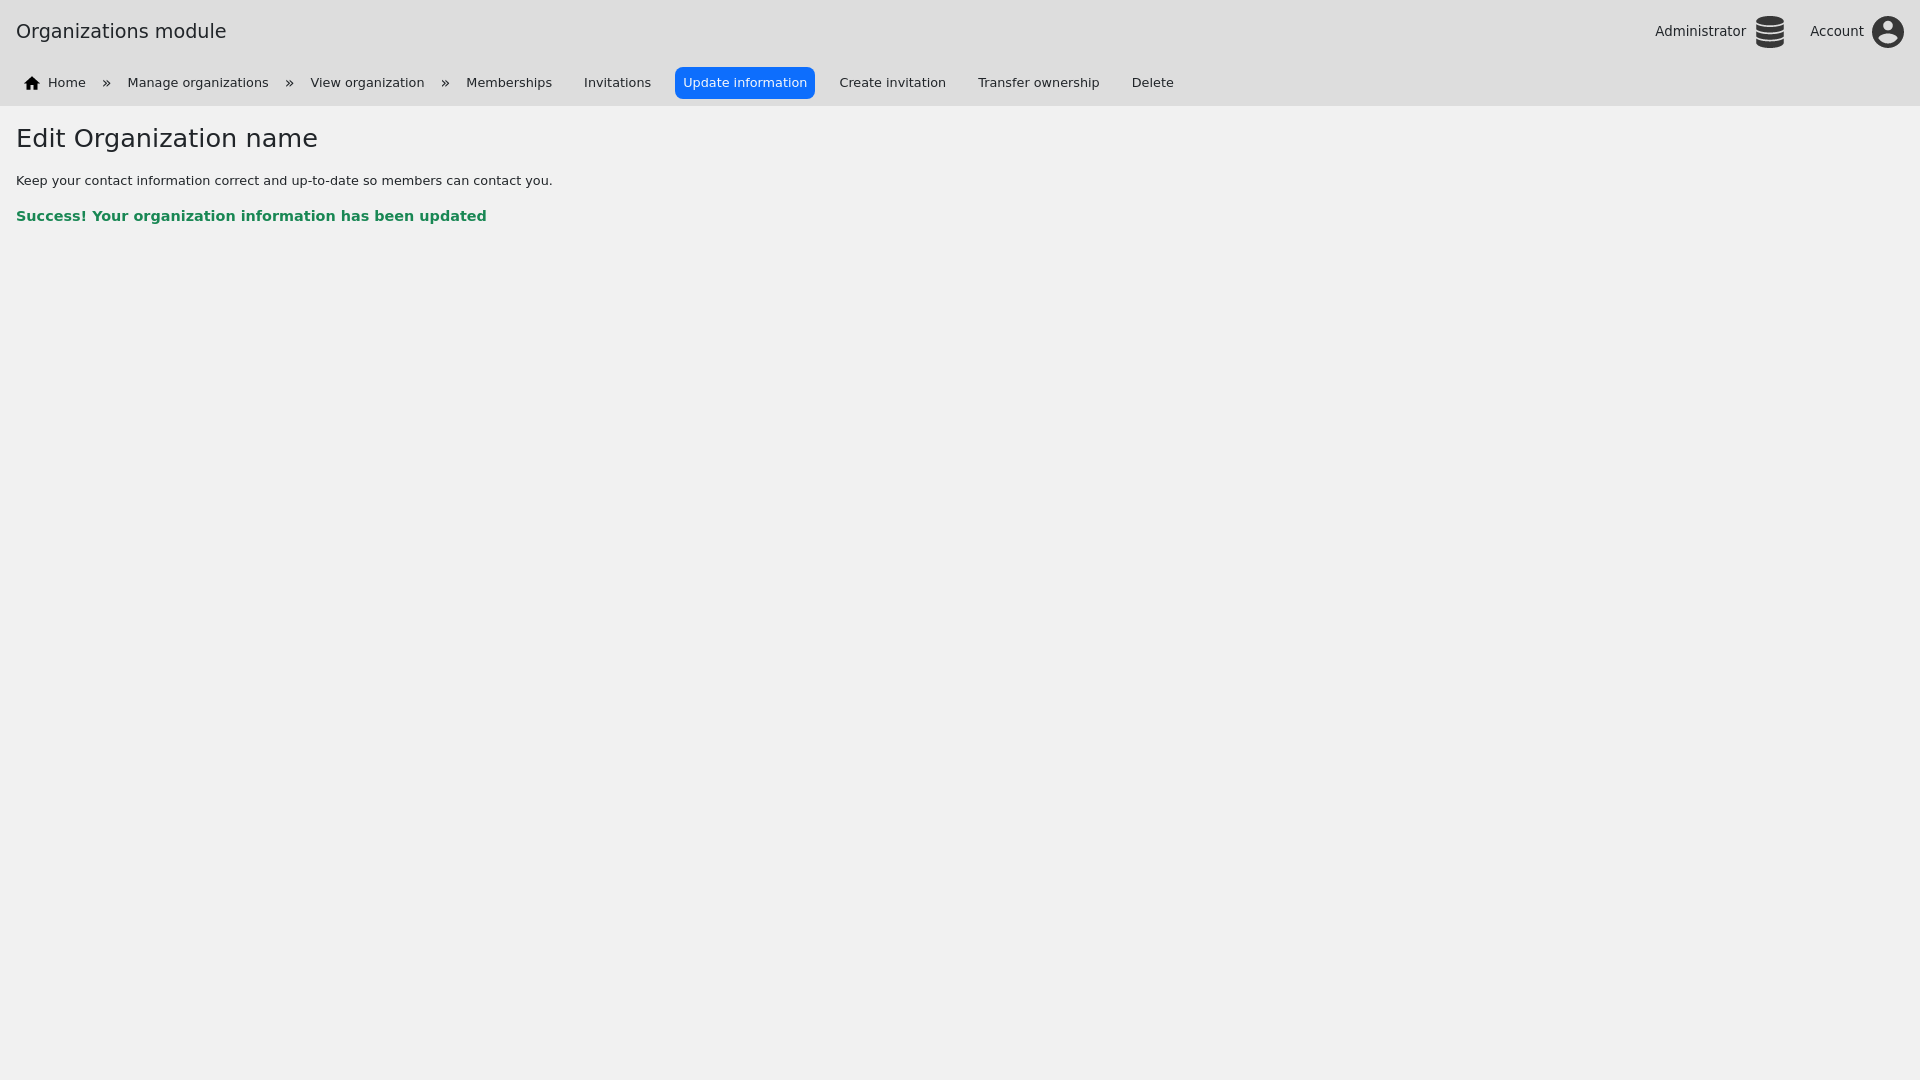 Organizations module
Administrator
Account
Home » Manage organizations » View organization » Memberships Invitations Update information Create invitation Transfer ownership Delete
Edit Organization name
Keep your contact information correct and up-to-date so members can contact you.
Success! Your organization information has been updated